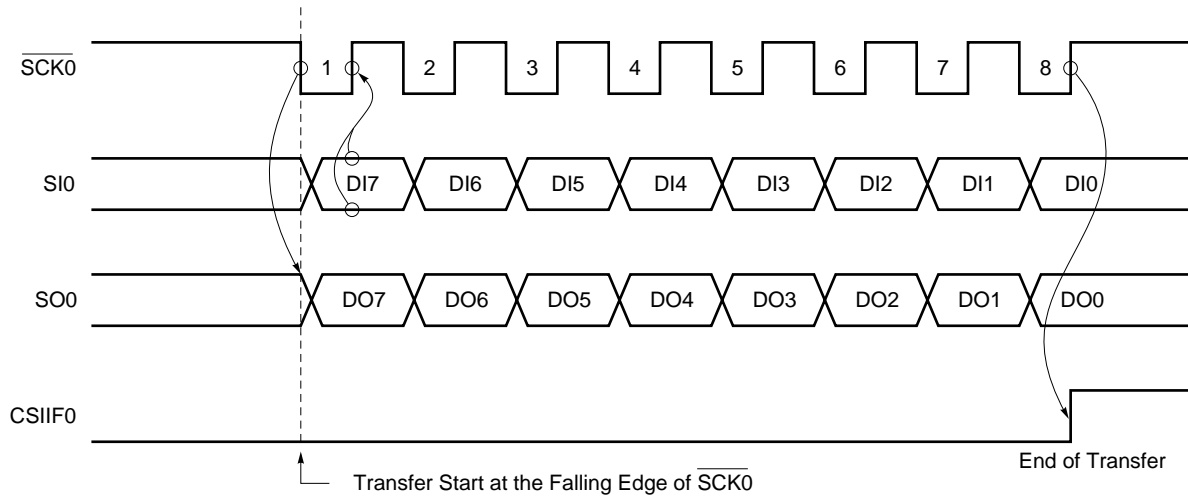 SCK0
1 2 3 4 5 6 7 8
SI0
DI7 DI6 DI5 DI4 DI3 DI2 DI1 DI0
SO0
DO7 DO6 DO5 DO4 DO3 DO2 DO1 DO0
CSIIF0
End of Transfer
Transfer Start at the Falling Edge of SCK0